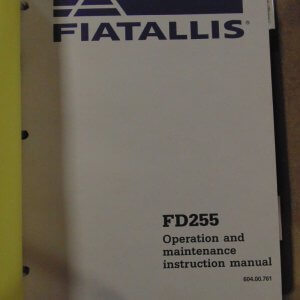 FIATALLIS®
FD255
Operation and
maintenance
instruction manual
604.00.761